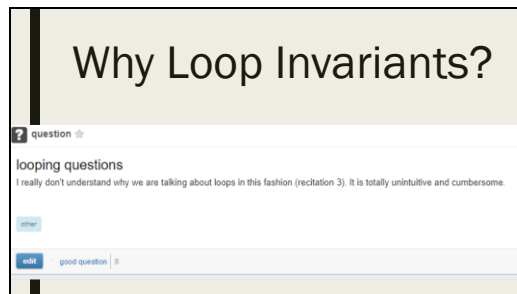 Why Loop Invariants?
? question
looping questions
I really don't understand why we are talking about loops in this fashion (recitation 3). It is totally unintuitive and cumbersome.
other
edit · good question 8